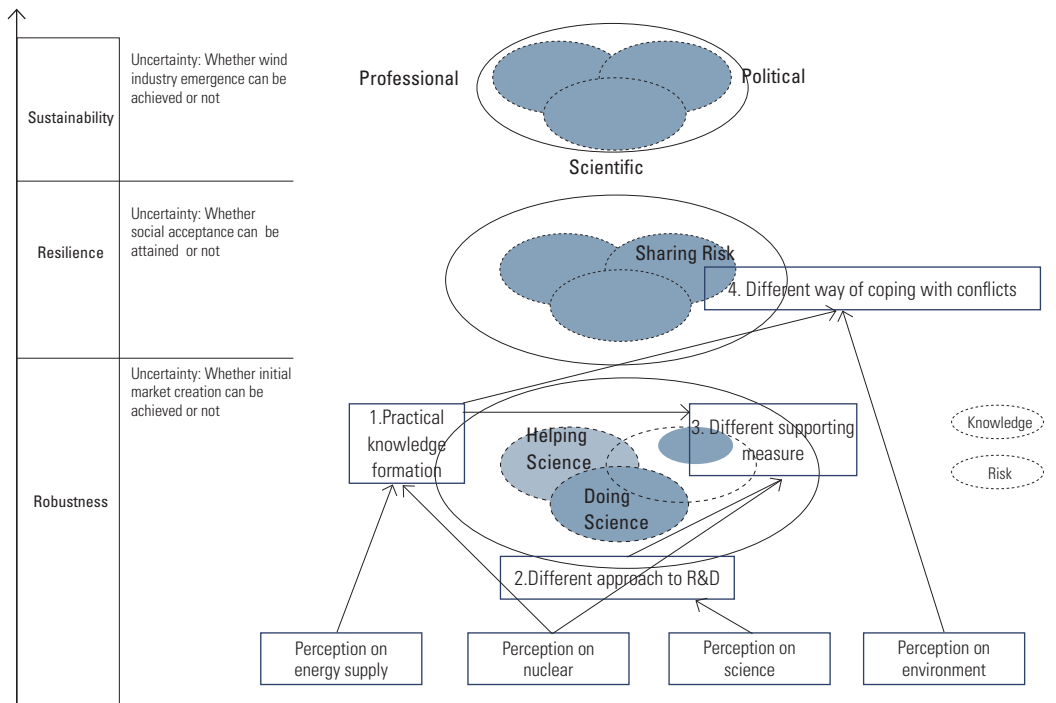 Sustainability
Uncertainty: Whether wind
industry emergence can be
achieved or not
Professional
Political
Scientific
Resilience
Uncertainty: Whether
social acceptance can be
attained or not
Sharing Risk
4. Different way of coping with conflicts
Robustness
Uncertainty: Whether initial
market creation can be
achieved or not
1.Practical
knowledge
formation
Helping
Science
Doing
Science
3. Different supporting
measure
2.Different approach to R&D
Knowledge
Risk
Perception on
energy supply
Perception on
nuclear
Perception on
science
Perception on
environment